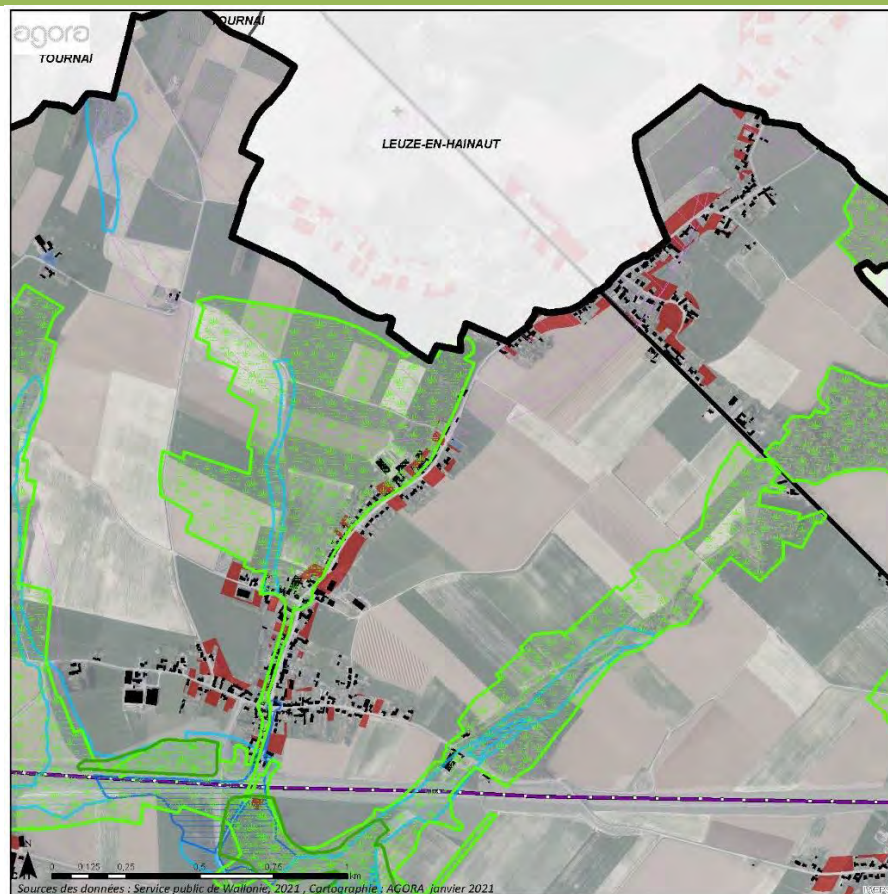 agora
TOURNAI
TOURNAI
LEUZE-EN-HAINAUT
N
0 0,125 0,25 0,5 0,75 1
km
Sources des données : Service public de Wallonie, 2021 , Cartographie : AGORA janvier 2021